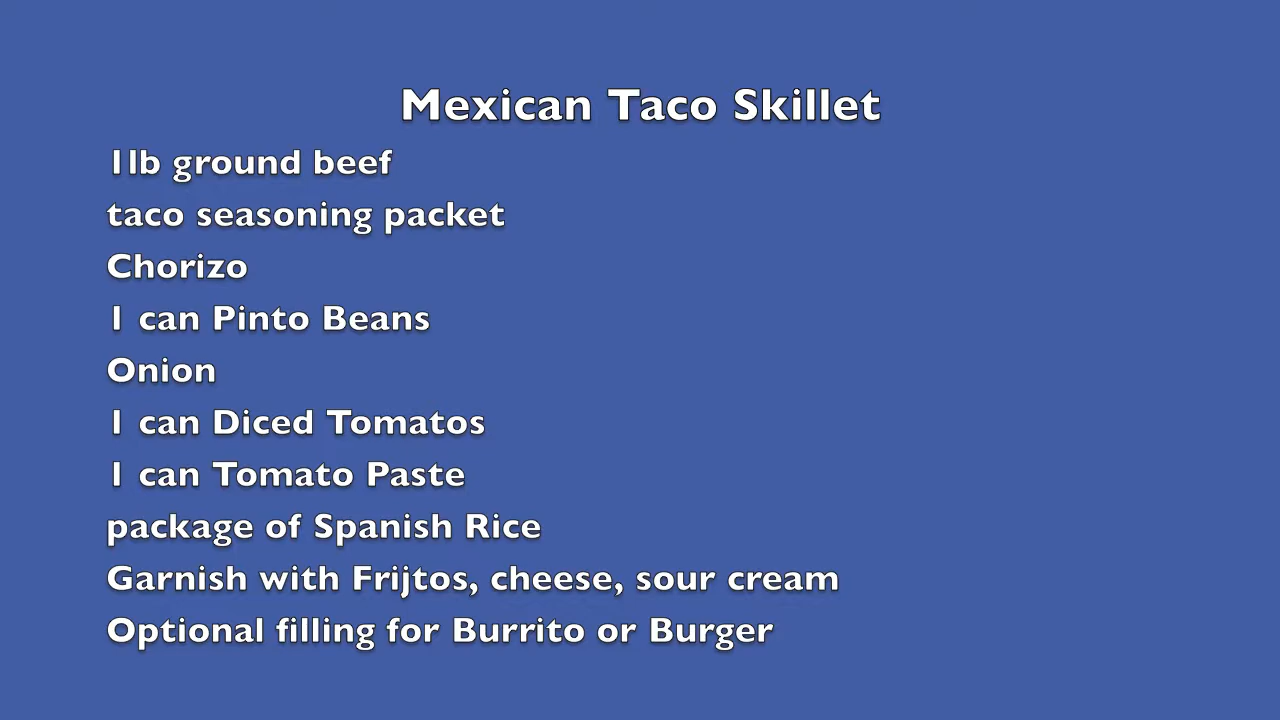 Mexican Taco Skillet
1lb ground beef
taco seasoning packet
Chorizo
1 can Pinto Beans
Onion
1 can Diced Tomatos
1 can Tomato Paste
package of Spanish Rice
Garnish with Frijtos, cheese, sour cream
Optional filling for Burrito or Burger